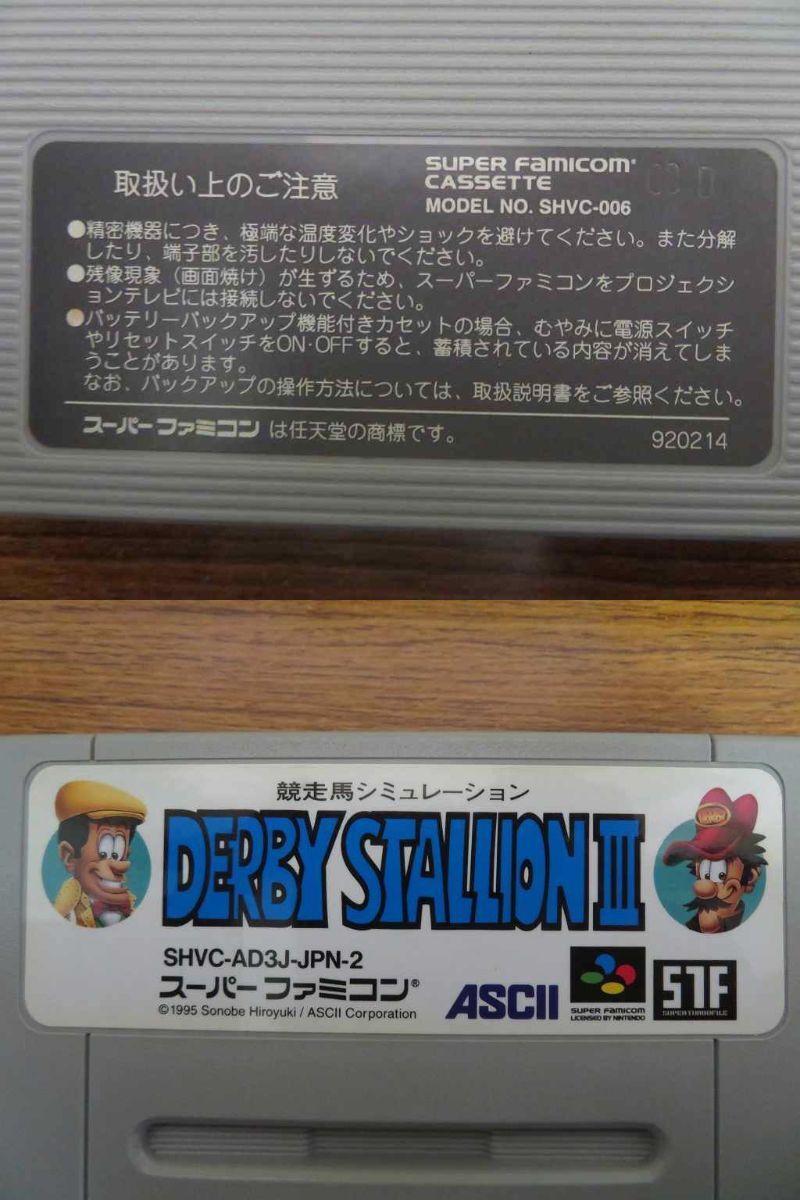 取扱い上のご注意
SUPER FAMICOM
CASSETTE
MODEL NO. SHVC-006
●精密機器につき、極端な温度変化やショックを避けてください。また分解
したり、端子部を汚したりしないでください。
●残像現象（画面焼け）が生ずるため、スーパーファミコンをプロジェクシ
ョンテレビには接続しないでください。
●バッテリーバックアップ機能付きカセットの場合、むやみに電源スイッチ
やリセットスイッチをON·OFFすると、蓄積されている内容が消えてしま
うことがあります。
なお、バックアップの操作方法については、取扱説明書をご参照ください。
スーパーファミコン は任天堂の商標です。
920214
競走馬シミュレーション
DERBY STALLION III
SHVC-AD3J-JPN-2
スーパーファミコン®
©1995 Sonobe Hiroyuki / ASCII Corporation
ASCII
SUPER FAMICOM
LICENSED BY NINTENDO
STF
SUPER TURBO FILE